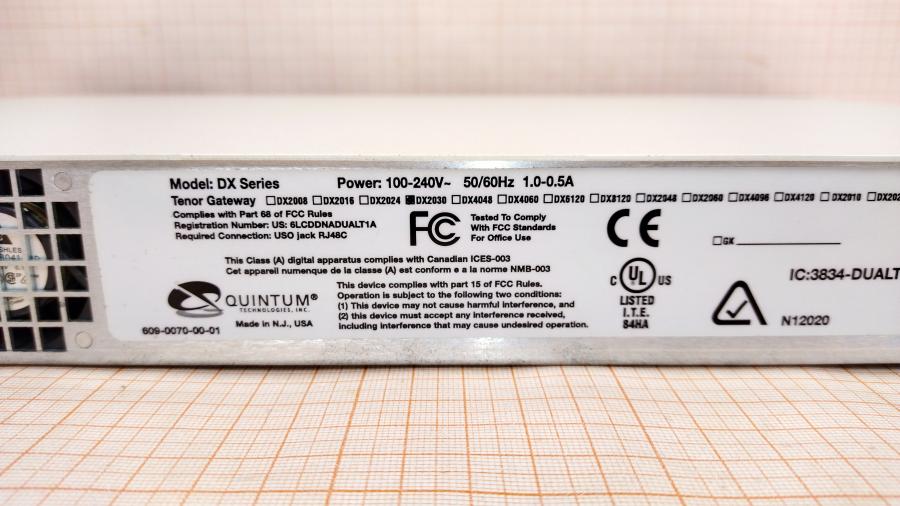 Model: DX Series Power: 100-240V~ 50/60Hz 1.0-0.5A
Tenor Gateway DX2008 DX2016 DX2024 DX2030 DX4048 DX4060 DX6120 DX8120 DX2048 DX2060 DX4096 DX4120 DX2010 DX202
Complies with Part 68 of FCC Rules
Registration Number: US: 6LCDDNADUALT1A
Required Connection: USO jack RJ48C
FC
Tested To Comply
With FCC Standards
For Office Use
CE
GK
This Class (A) digital apparatus complies with Canadian ICES-003
Cet appareil numenque de la classe (A) est conform e a la norme NMB-003
QUINTUM®
TECHNOLOGIES, INC.
Made in N.J., USA
609-0070-00-01
This device complies with part 15 of FCC Rules.
Operation is subject to the following two conditions:
(1) This device may not cause harmful interference, and
(2) this device must accept any interference received,
including interference that may cause undesired operation.
C UL US
LISTED
I.T.E.
84HA
IC:3834-DUALT
N12020